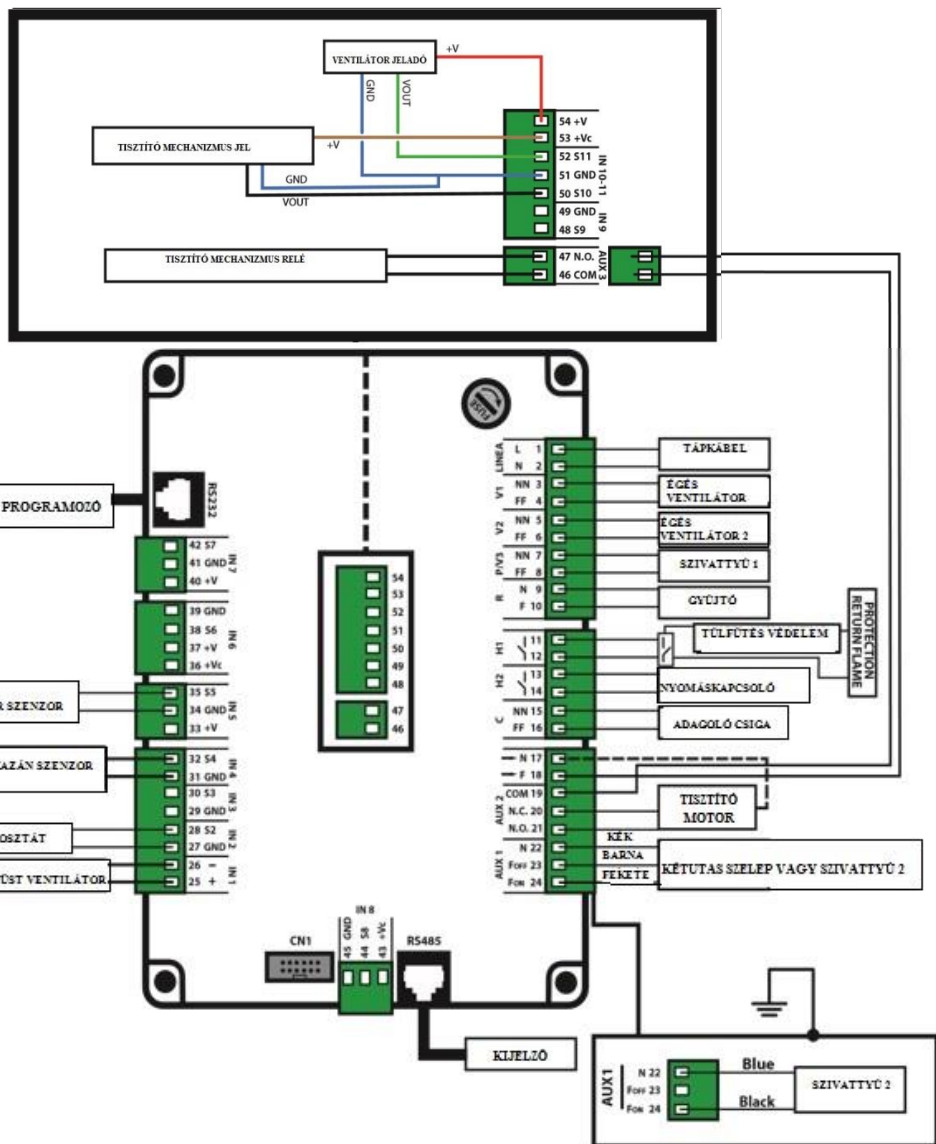 VENTILÁTOR JELADÓ
+V
GND
VOUT
TISZTÍTÓ MECHANIZMUS JEL
+V
GND
VOUT
54 +V
53 +Vc
52 S11
51 GND
50 S10
49 GND
48 S9
IN 10-11
IN 9
TISZTÍTÓ MECHANIZMUS RELÉ
47 N.O.
46 COM
AUX 3
FUSE
PROGRAMOZÓ
RS232
42 S7
41 GND
40 +V
IN 7
39 GND
38 S6
37 +V
36 +Vc
IN 6
R SZENZOR
35 S5
34 GND
33 +V
IN 5
AZÁN SZENZOR
32 S4
31 GND
IN 4
30 S3
29 GND
IN 3
OSZTÁT
28 S2
27 GND
IN 2
ÜST VENTILÁTOR
26 −
25 +
IN 1
54
53
52
51
50
49
48
47
46
LINEA
L 1
N 2
TÁPKÁBEL
V1
NN 3
FF 4
ÉGÉS
VENTILÁTOR
V2
NN 5
FF 6
ÉGÉS
VENTILÁTOR 2
P/V3
NN 7
FF 8
SZIVATTYÚ 1
R
N 9
F 10
GYÚJTÓ
H1
11
12
TÚLFŰTÉS VÉDELEM
PROTECTION
RETURN FLAME
H2
13
14
NYOMÁSKAPCSOLÓ
C
NN 15
FF 16
ADAGOLÓ CSIGA
N 17
F 18
AUX 2
COM 19
N.C. 20
N.O. 21
TISZTÍTÓ
MOTOR
AUX 1
N 22
FOFF 23
FON 24
KÉK
BARNA
FEKETE
KÉTUTAS SZELEP VAGY SZIVATTYÚ 2
CN1
IN 8
45 GND
44 S8
43 +Vc
RS485
KIJELZŐ
AUX1
N 22
FOFF 23
FON 24
Blue
Black
SZIVATTYÚ 2